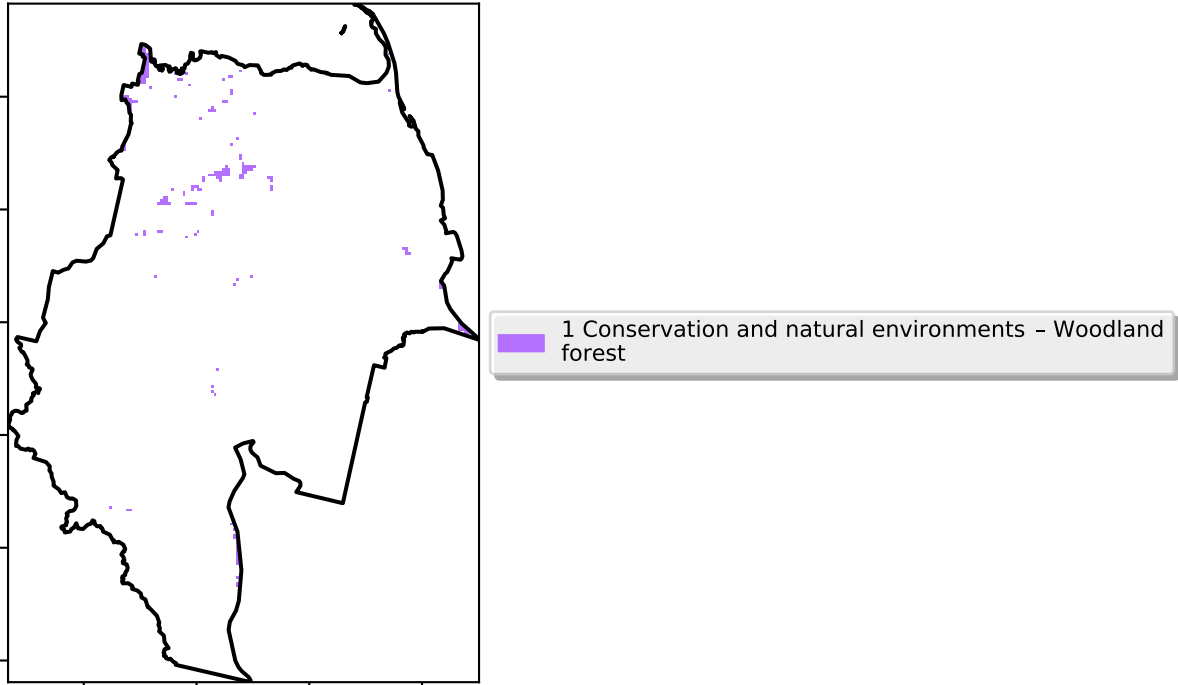 1 Conservation and natural environments – Woodland
forest